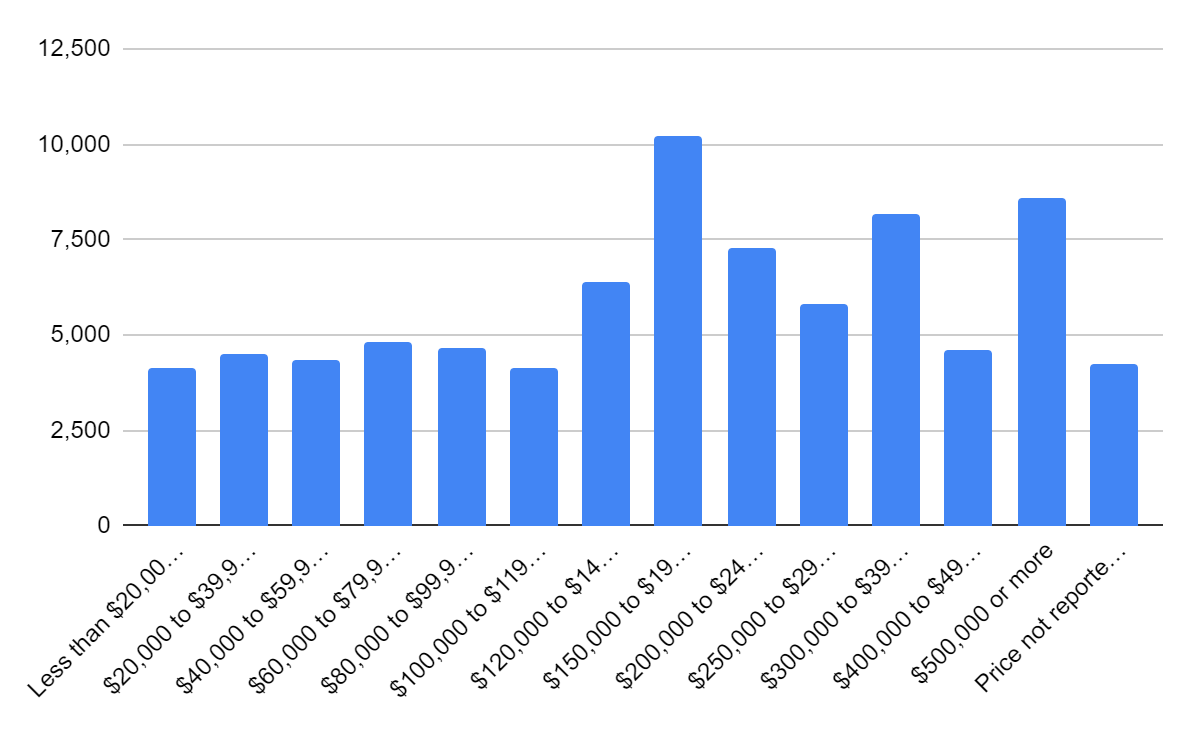 12,500
10,000
7,500
5,000
2,500
0
Less than $20,00...
$20,000 to $39,9...
$40,000 to $59,9...
$60,000 to $79,9...
$80,000 to $99,9...
$100,000 to $119...
$120,000 to $14...
$150,000 to $19...
$200,000 to $24...
$250,000 to $29...
$300,000 to $39...
$400,000 to $49...
$500,000 or more
Price not reporte...